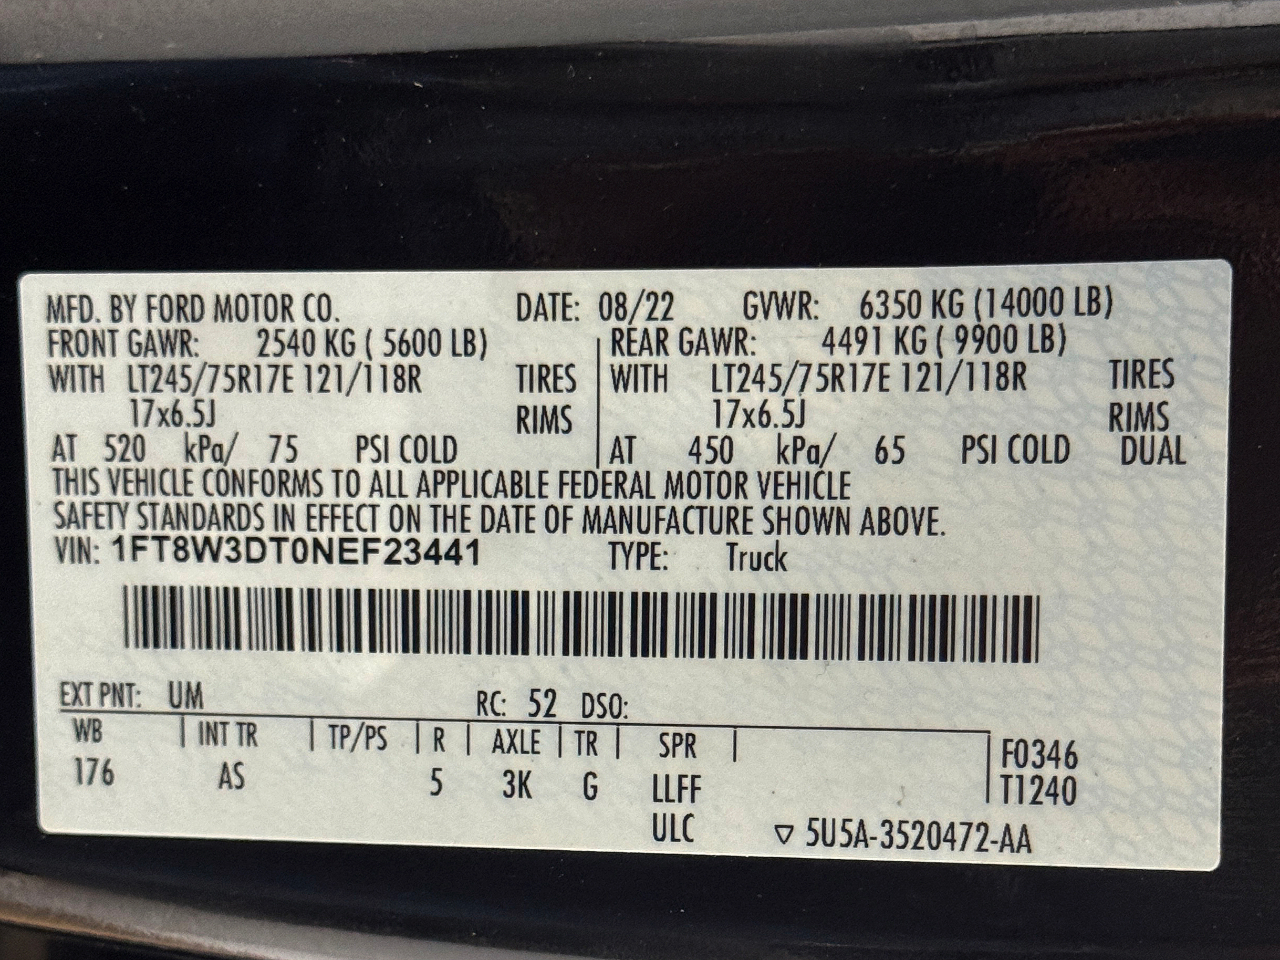 MFD. BY FORD MOTOR CO. DATE: 08/22 GVWR: 6350 KG (14000 LB)
FRONT GAWR: 2540 KG ( 5600 LB) REAR GAWR: 4491 KG ( 9900 LB)
WITH LT245/75R17E 121/118R TIRES WITH LT245/75R17E 121/118R TIRES
17x6.5J RIMS 17x6.5J RIMS
AT 520 kPa/ 75 PSI COLD AT 450 kPa/ 65 PSI COLD DUAL
THIS VEHICLE CONFORMS TO ALL APPLICABLE FEDERAL MOTOR VEHICLE
SAFETY STANDARDS IN EFFECT ON THE DATE OF MANUFACTURE SHOWN ABOVE.
VIN: 1FT8W3DT0NEF23441 TYPE: Truck
EXT PNT: UM RC: 52 DSO:
WB INT TR TP/PS R AXLE TR SPR F0346
176 AS 5 3K G LLFF T1240
ULC ▽ 5U5A-3520472-AA